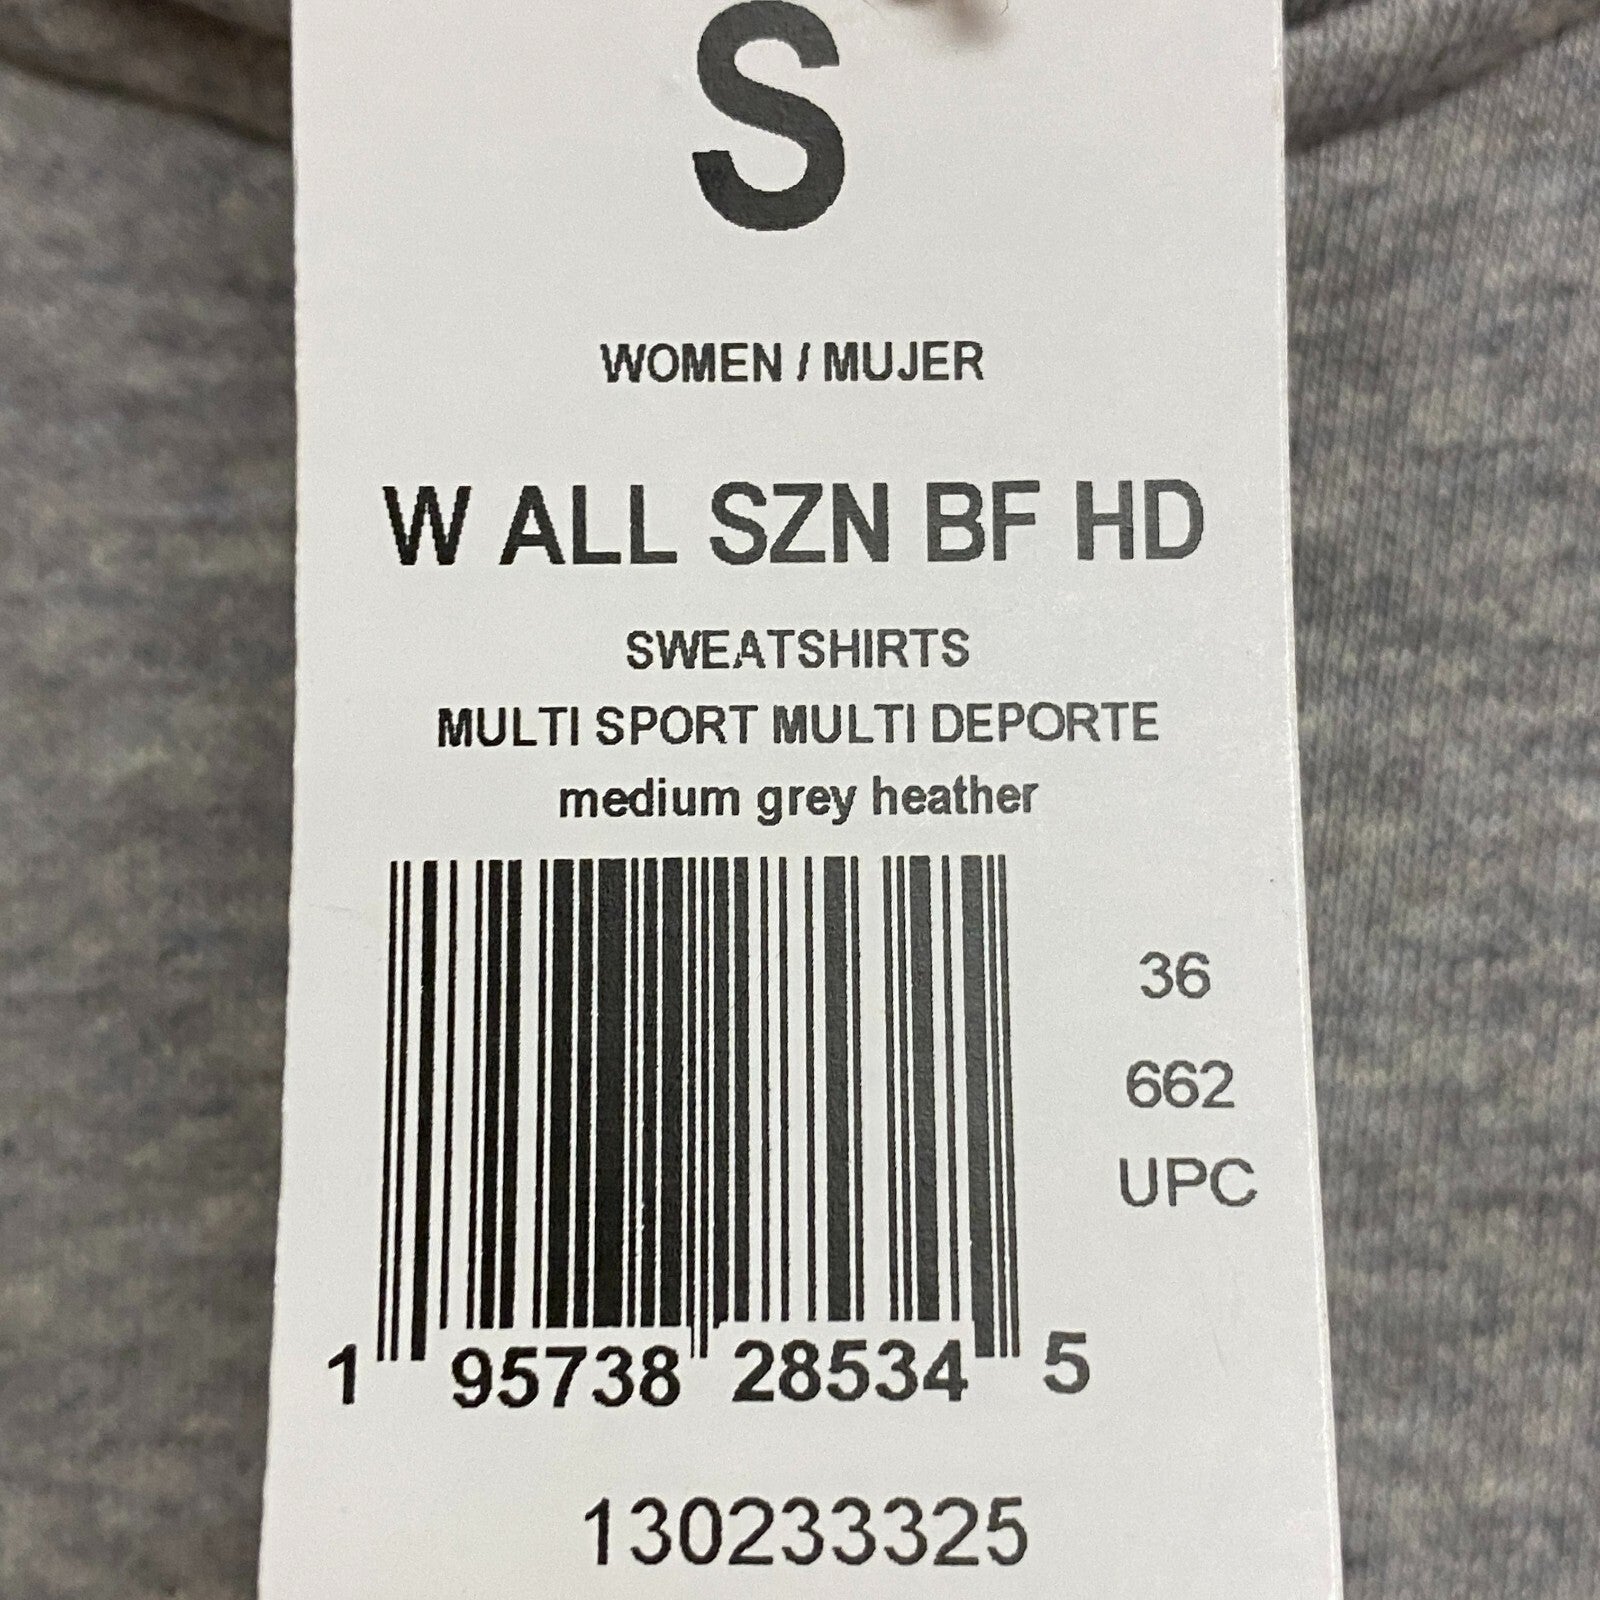 S
WOMEN / MUJER
W ALL SZN BF HD
SWEATSHIRTS
MULTI SPORT MULTI DEPORTE
medium grey heather
36
662
UPC
1 95738 28534 5
130233325